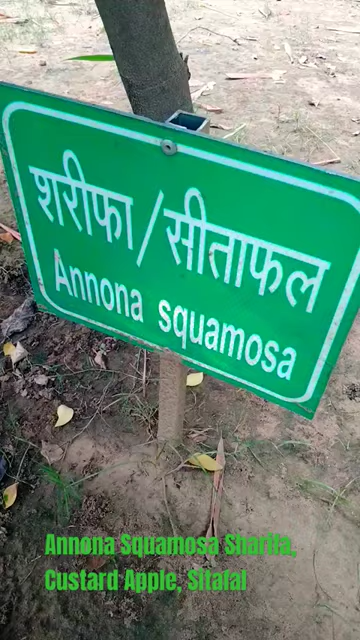 शरीफा/सीताफल
Annona squamosa
Annona Squamosa Sharifa,
Custard Apple, Sitafal